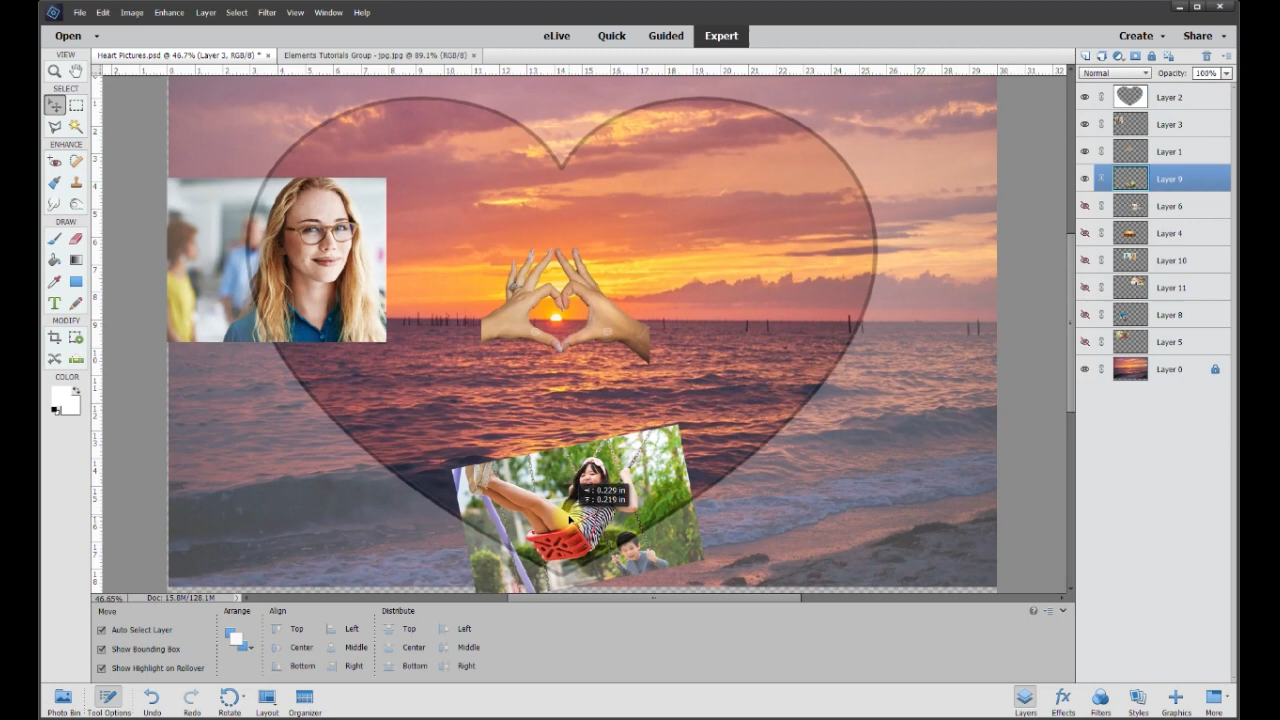 File Edit Image Enhance Layer Select Filter View Window Help
Open eLive Quick Guided Expert Create Share
VIEW
Heart Pictures.psd @ 46.7% (Layer 3, RGB/8) * × Elements Tutorials Group - jpg.jpg @ 89.1% (RGB/8) ×
Normal Opacity: 100%
SELECT
ENHANCE
DRAW
MODIFY
COLOR
Layer 2
Layer 3
Layer 1
Layer 9
Layer 6
Layer 4
Layer 10
Layer 11
Layer 8
Layer 5
Layer 0
: 0.229 in
: 0.219 in
46.65% Doc: 15.8M/128.1M
Move Arrange Align Distribute
Auto Select Layer Top Left Top Left
Show Bounding Box Center Middle Center Middle
Show Highlight on Rollover Bottom Right Bottom Right
Photo Bin Tool Options Undo Redo Rotate Layout Organizer Layers Effects Filters Styles Graphics More